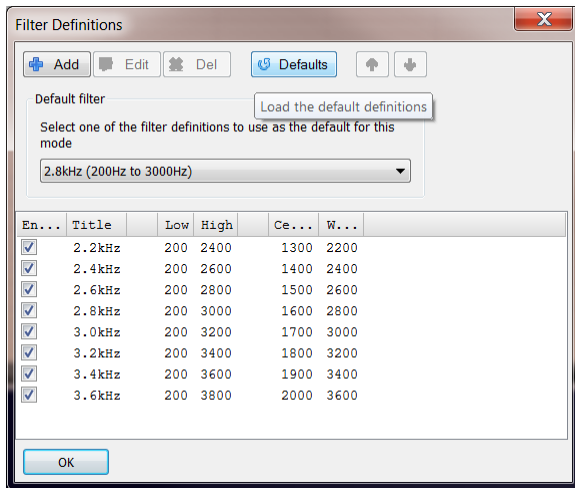 Filter Definitions
Add Edit Del Defaults
Default filter
Load the default definitions
Select one of the filter definitions to use as the default for this
mode
2.8kHz (200Hz to 3000Hz)
En... Title Low High Ce... W...
2.2kHz 200 2400 1300 2200
2.4kHz 200 2600 1400 2400
2.6kHz 200 2800 1500 2600
2.8kHz 200 3000 1600 2800
3.0kHz 200 3200 1700 3000
3.2kHz 200 3400 1800 3200
3.4kHz 200 3600 1900 3400
3.6kHz 200 3800 2000 3600
OK